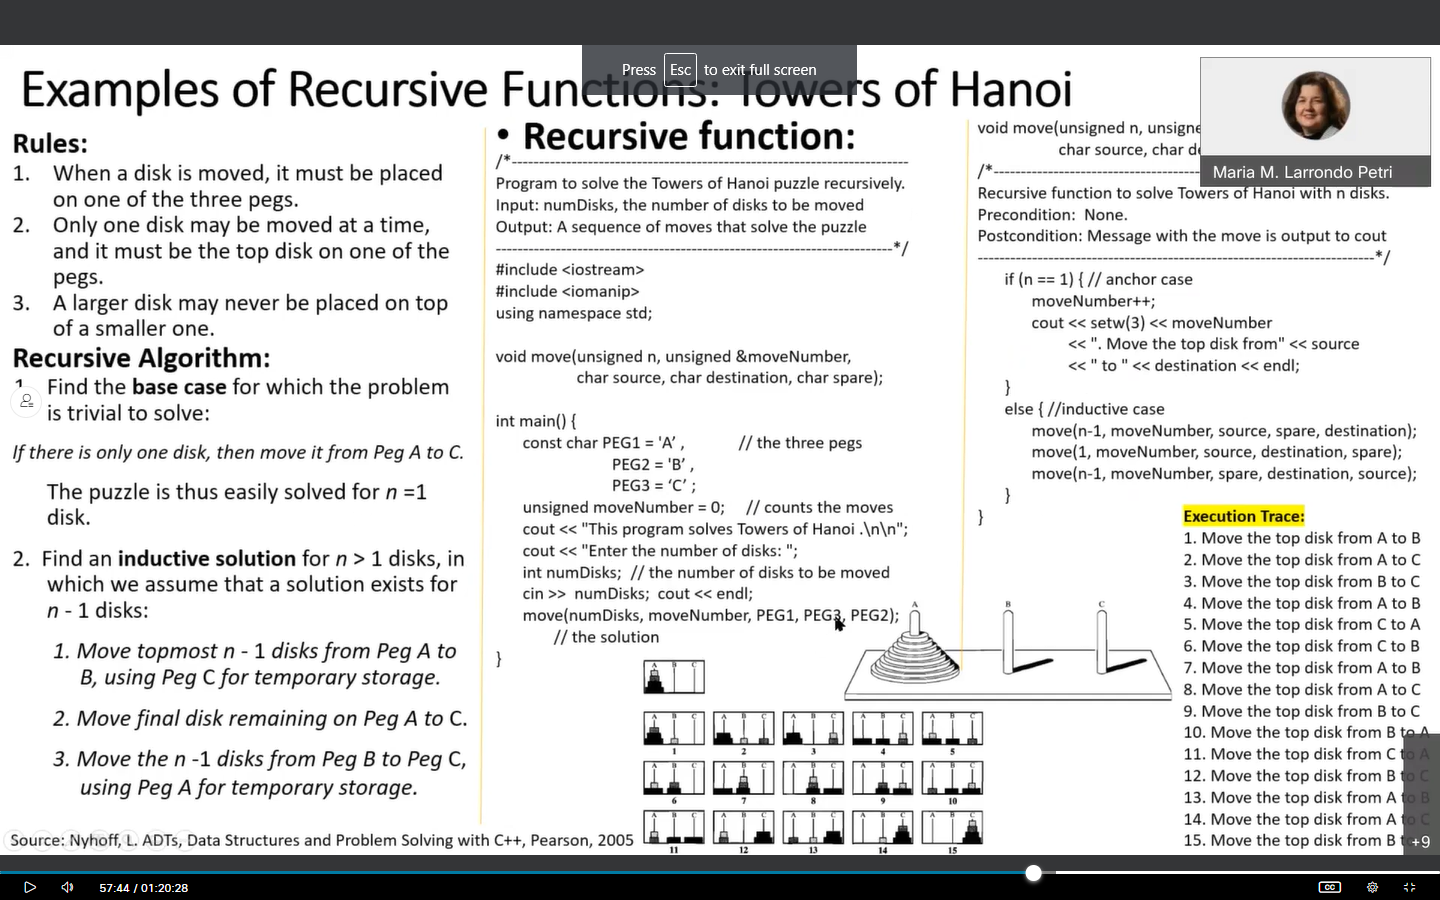 Press Esc to exit full screen
Examples of Recursive Functions: Towers of Hanoi
Maria M. Larrondo Petri
Rules:
1. When a disk is moved, it must be placed
on one of the three pegs.
2. Only one disk may be moved at a time,
and it must be the top disk on one of the
pegs.
3. A larger disk may never be placed on top
of a smaller one.
Recursive Algorithm:
1. Find the base case for which the problem
is trivial to solve:
If there is only one disk, then move it from Peg A to C.
The puzzle is thus easily solved for n =1
disk.
2. Find an inductive solution for n > 1 disks, in
which we assume that a solution exists for
n - 1 disks:
1. Move topmost n - 1 disks from Peg A to
B, using Peg C for temporary storage.
2. Move final disk remaining on Peg A to C.
3. Move the n -1 disks from Peg B to Peg C,
using Peg A for temporary storage.
Source: Nyhoff, L. ADTs, Data Structures and Problem Solving with C++, Pearson, 2005
• Recursive function:
/*--------------------------------------------------------------------------
Program to solve the Towers of Hanoi puzzle recursively.
Input: numDisks, the number of disks to be moved
Output: A sequence of moves that solve the puzzle
--------------------------------------------------------------------------*/
#include <iostream>
#include <iomanip>
using namespace std;
void move(unsigned n, unsigned &moveNumber,
char source, char destination, char spare);
int main() {
const char PEG1 = 'A' , // the three pegs
PEG2 = 'B' ,
PEG3 = ‘C’ ;
unsigned moveNumber = 0; // counts the moves
cout << "This program solves Towers of Hanoi .\n\n";
cout << "Enter the number of disks: ";
int numDisks; // the number of disks to be moved
cin >> numDisks; cout << endl;
move(numDisks, moveNumber, PEG1, PEG3, PEG2);
// the solution
}
A B C
A B C
1
A B C
2
A B C
3
A B C
4
A B C
5
A B C
6
A B C
7
A B C
8
A B C
9
A B C
10
A B C
11
A B C
12
A B C
13
A B C
14
A B C
15
A B C
void move(unsigned n,
char source, char
/*--------------------------------------
Recursive function to solve Towers of Hanoi with n disks.
Precondition: None.
Postcondition: Message with the move is output to cout
--------------------------------------------------------------------------*/
if (n == 1) { // anchor case
moveNumber++;
cout << setw(3) << moveNumber
<< ". Move the top disk from" << source
<< " to " << destination << endl;
}
else { //inductive case
move(n-1, moveNumber, source, spare, destination);
move(1, moveNumber, source, destination, spare);
move(n-1, moveNumber, spare, destination, source);
}
}
Execution Trace:
1. Move the top disk from A to B
2. Move the top disk from A to C
3. Move the top disk from B to C
4. Move the top disk from A to B
5. Move the top disk from C to A
6. Move the top disk from C to B
7. Move the top disk from A to B
8. Move the top disk from A to C
9. Move the top disk from B to C
10. Move the top disk from B to A
11. Move the top disk from C to A
12. Move the top disk from B to C
13. Move the top disk from A to B
14. Move the top disk from A to C
15. Move the top disk from B
+9
57:44 / 01:20:28
CC